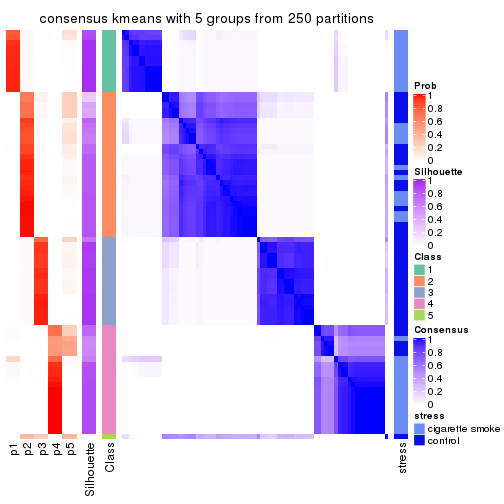 consensus kmeans with 5 groups from 250 partitions
Prob
1
0.8
0.6
0.4
0.2
0
Silhouette
1
0.8
0.6
0.4
0.2
0
Class
1
2
3
4
5
Consensus
1
0.8
0.6
0.4
0.2
0
stress
cigarette smoke
control
p1
p2
p3
p4
p5
Silhouette
Class
stress